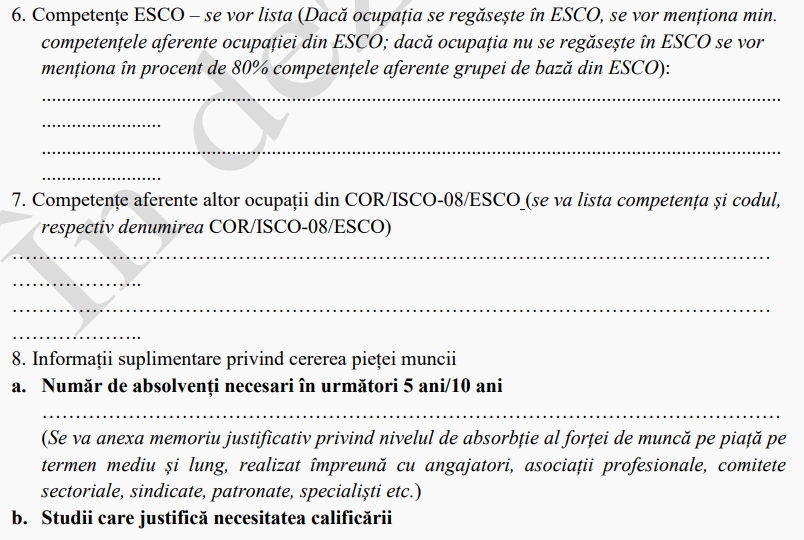 6. Competențe ESCO – se vor lista (Dacă ocupația se regăsește în ESCO, se vor menționa min.
competențele aferente ocupației din ESCO; dacă ocupația nu se regăsește în ESCO se vor
menționa în procent de 80% competențele aferente grupei de bază din ESCO):
....................................................................................................................................................
........................
....................................................................................................................................................
........................
7. Competențe aferente altor ocupații din COR/ISCO-08/ESCO (se va lista competența și codul,
respectiv denumirea COR/ISCO-08/ESCO)
……………………………………………………………………………………………………
………………..
……………………………………………………………………………………………………
………………..
8. Informații suplimentare privind cererea pieței muncii
a. Număr de absolvenți necesari în următori 5 ani/10 ani
…………………………………………………………………………………………………
(Se va anexa memoriu justificativ privind nivelul de absorbție al forței de muncă pe piață pe
termen mediu și lung, realizat împreună cu angajatori, asociații profesionale, comitete
sectoriale, sindicate, patronate, specialiști etc.)
b. Studii care justifică necesitatea calificării
În dez